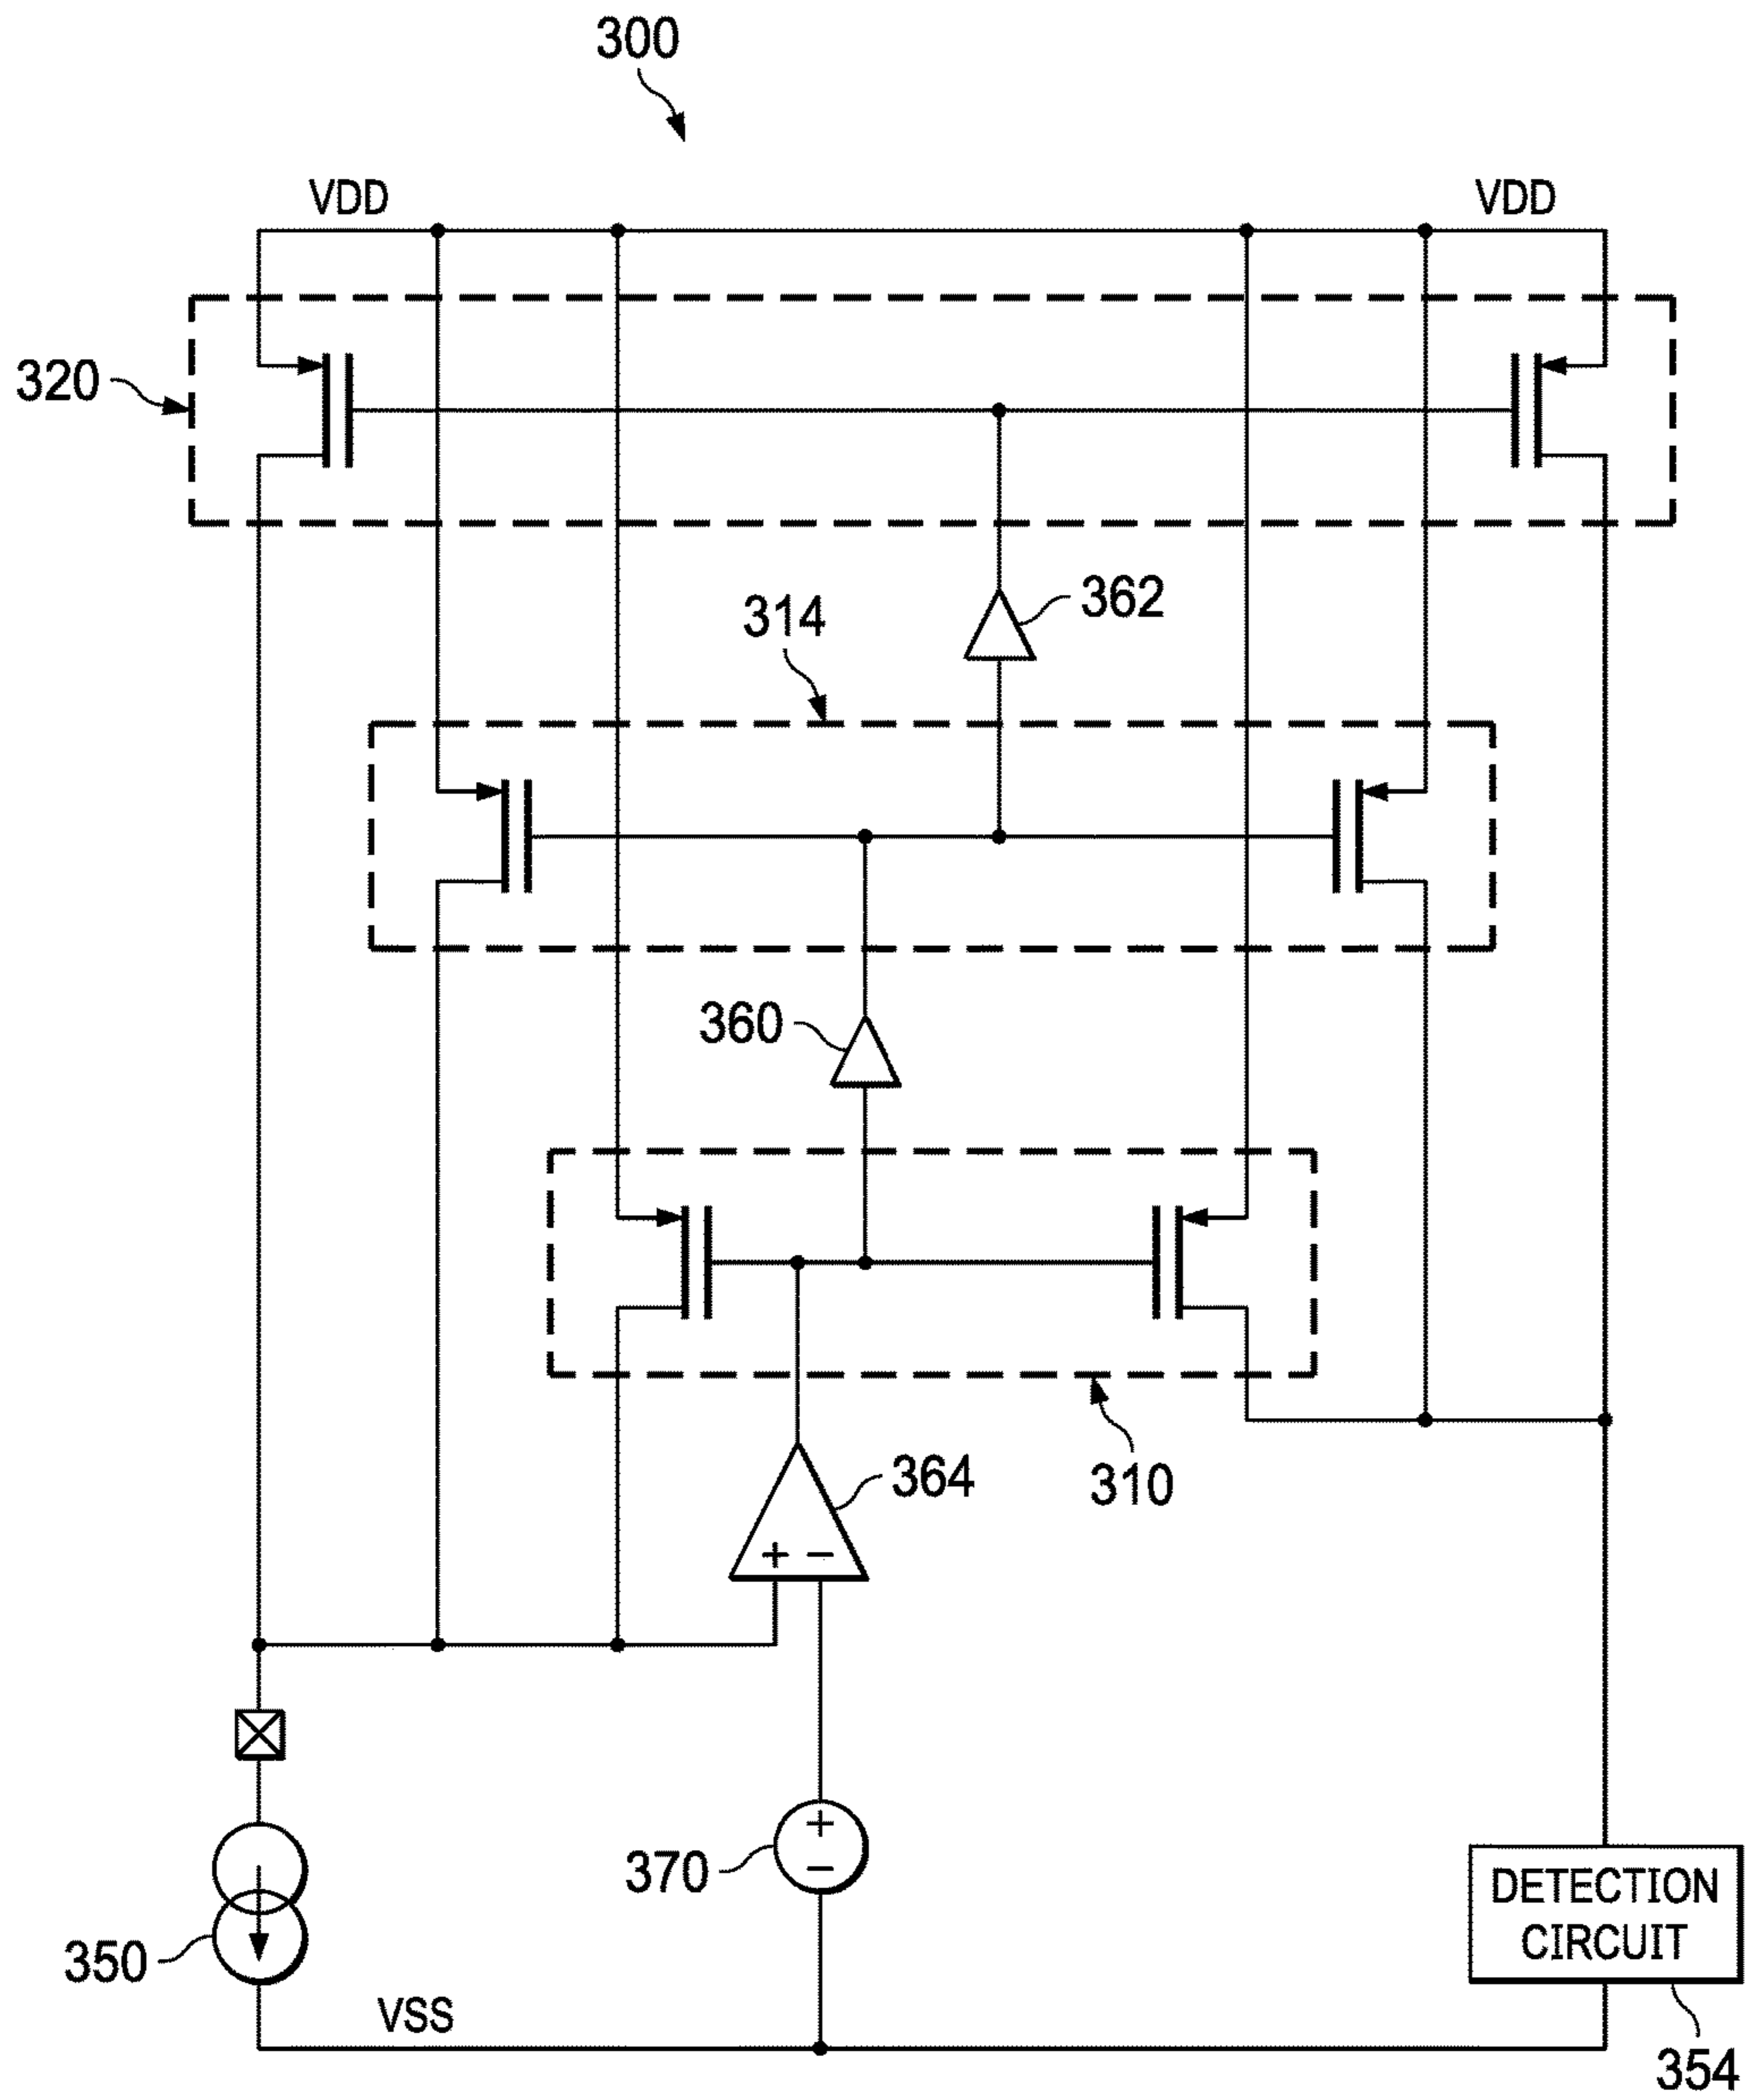 300
VDD
VDD
320
362
314
360
364
310
+ −
+
−
370
350
VSS
DETECTION
CIRCUIT
354